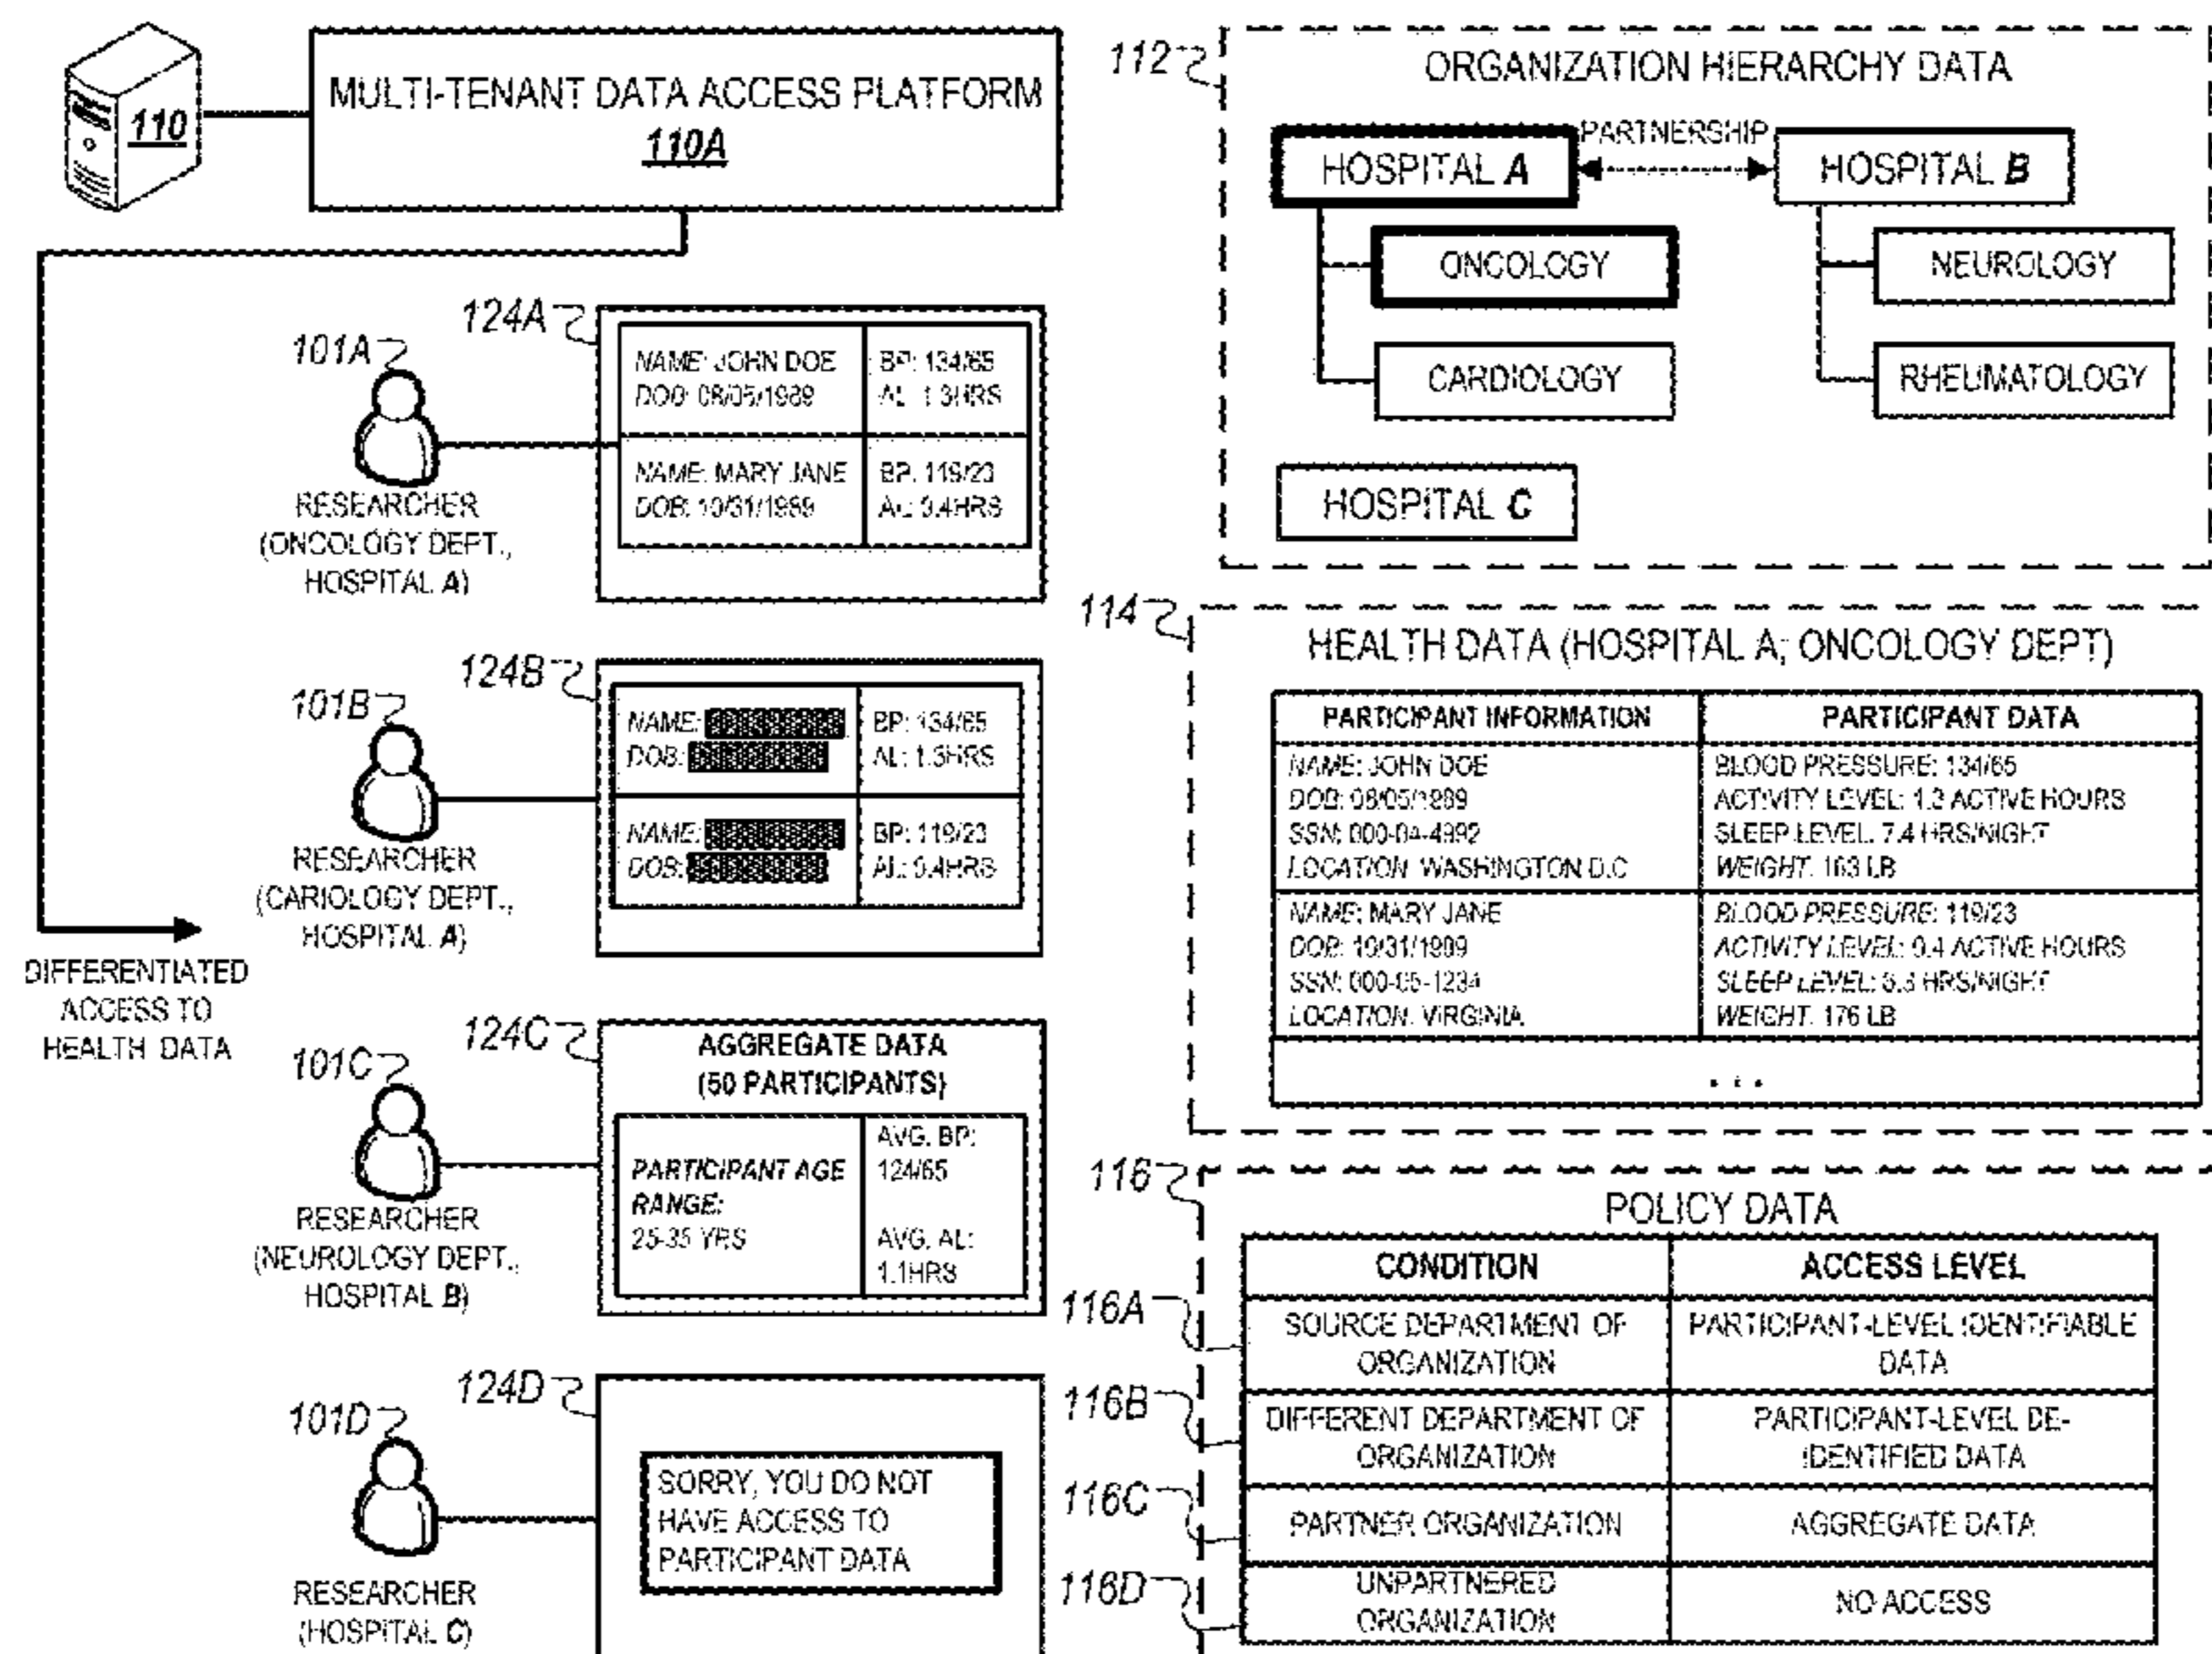 110
MULTI-TENANT DATA ACCESS PLATFORM
110A
124A
101A
NAME: JOHN DOE
DOB: 08/05/1989
BP: 134/65
AL: 1.3HRS
NAME: MARY JANE
DOB: 10/31/1989
BP: 119/23
AL: 0.4HRS
RESEARCHER
(ONCOLOGY DEPT.,
HOSPITAL A)
124B
101B
NAME:
DOB:
BP: 134/65
AL: 1.3HRS
NAME:
DOB:
BP: 119/23
AL: 0.4HRS
RESEARCHER
(CARIOLOGY DEPT.,
HOSPITAL A)
DIFFERENTIATED
ACCESS TO
HEALTH DATA
124C
101C
AGGREGATE DATA
(50 PARTICIPANTS)
PARTICIPANT AGE
RANGE:
25-35 YRS
AVG. BP:
124/65
AVG. AL:
1.1HRS
RESEARCHER
(NEUROLOGY DEPT.,
HOSPITAL B)
124D
101D
SORRY, YOU DO NOT
HAVE ACCESS TO
PARTICIPANT DATA
RESEARCHER
(HOSPITAL C)
112
ORGANIZATION HIERARCHY DATA
HOSPITAL A
PARTNERSHIP
HOSPITAL B
ONCOLOGY
NEUROLOGY
CARDIOLOGY
RHEUMATOLOGY
HOSPITAL C
114
HEALTH DATA (HOSPITAL A; ONCOLOGY DEPT)
PARTICIPANT INFORMATION
PARTICIPANT DATA
NAME: JOHN DOE
DOB: 08/05/1989
SSN: 000-04-4992
LOCATION: WASHINGTON D.C
BLOOD PRESSURE: 134/65
ACTIVITY LEVEL: 1.3 ACTIVE HOURS
SLEEP LEVEL: 7.4 HRS/NIGHT
WEIGHT: 163 LB
NAME: MARY JANE
DOB: 10/31/1989
SSN: 000-05-1234
LOCATION: VIRGINIA
BLOOD PRESSURE: 119/23
ACTIVITY LEVEL: 0.4 ACTIVE HOURS
SLEEP LEVEL: HRS/NIGHT
WEIGHT: 176 LB
. . .
116
POLICY DATA
CONDITION
ACCESS LEVEL
116A
SOURCE DEPARTMENT OF
ORGANIZATION
PARTICIPANT-LEVEL IDENTIFIABLE
DATA
116B
DIFFERENT DEPARTMENT OF
ORGANIZATION
PARTICIPANT-LEVEL DE-
IDENTIFIED DATA
116C
PARTNER ORGANIZATION
AGGREGATE DATA
116D
UNPARTNERED
ORGANIZATION
NO ACCESS